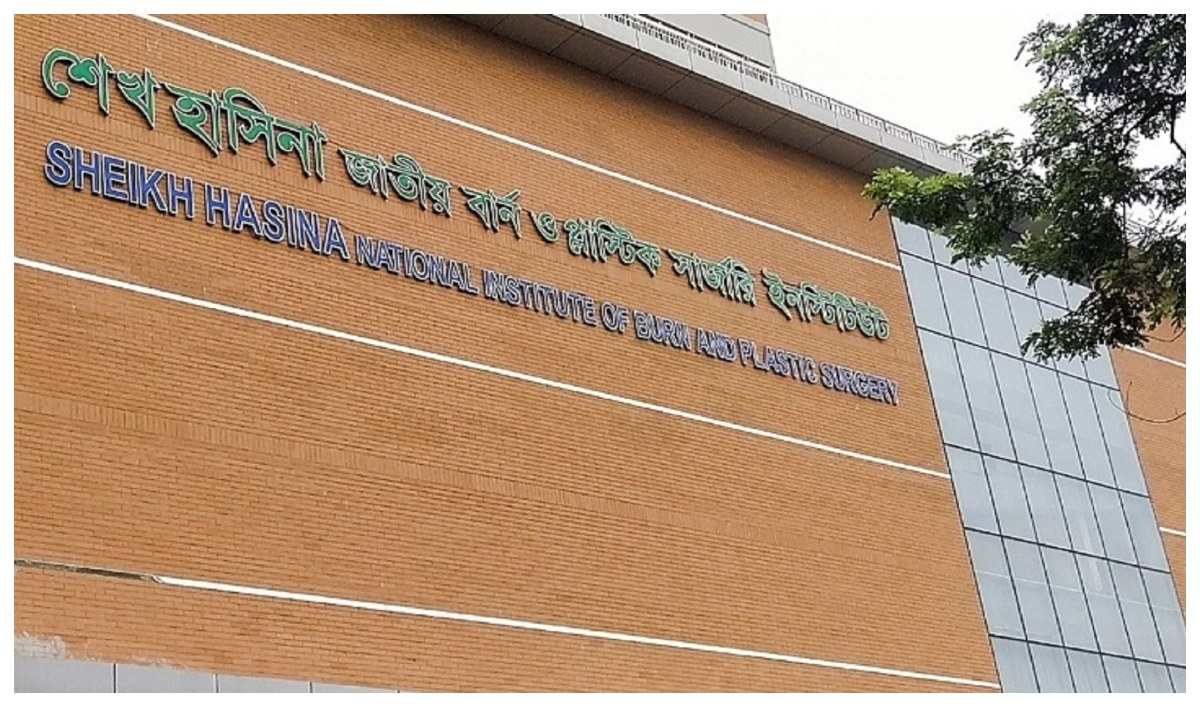 শেখ হাসিনা জাতীয় বার্ন ও প্লাস্টিক সার্জারি ইনস্টিটিউট
SHEIKH HASINA NATIONAL INSTITUTE OF BURN AND PLASTIC SURGERY